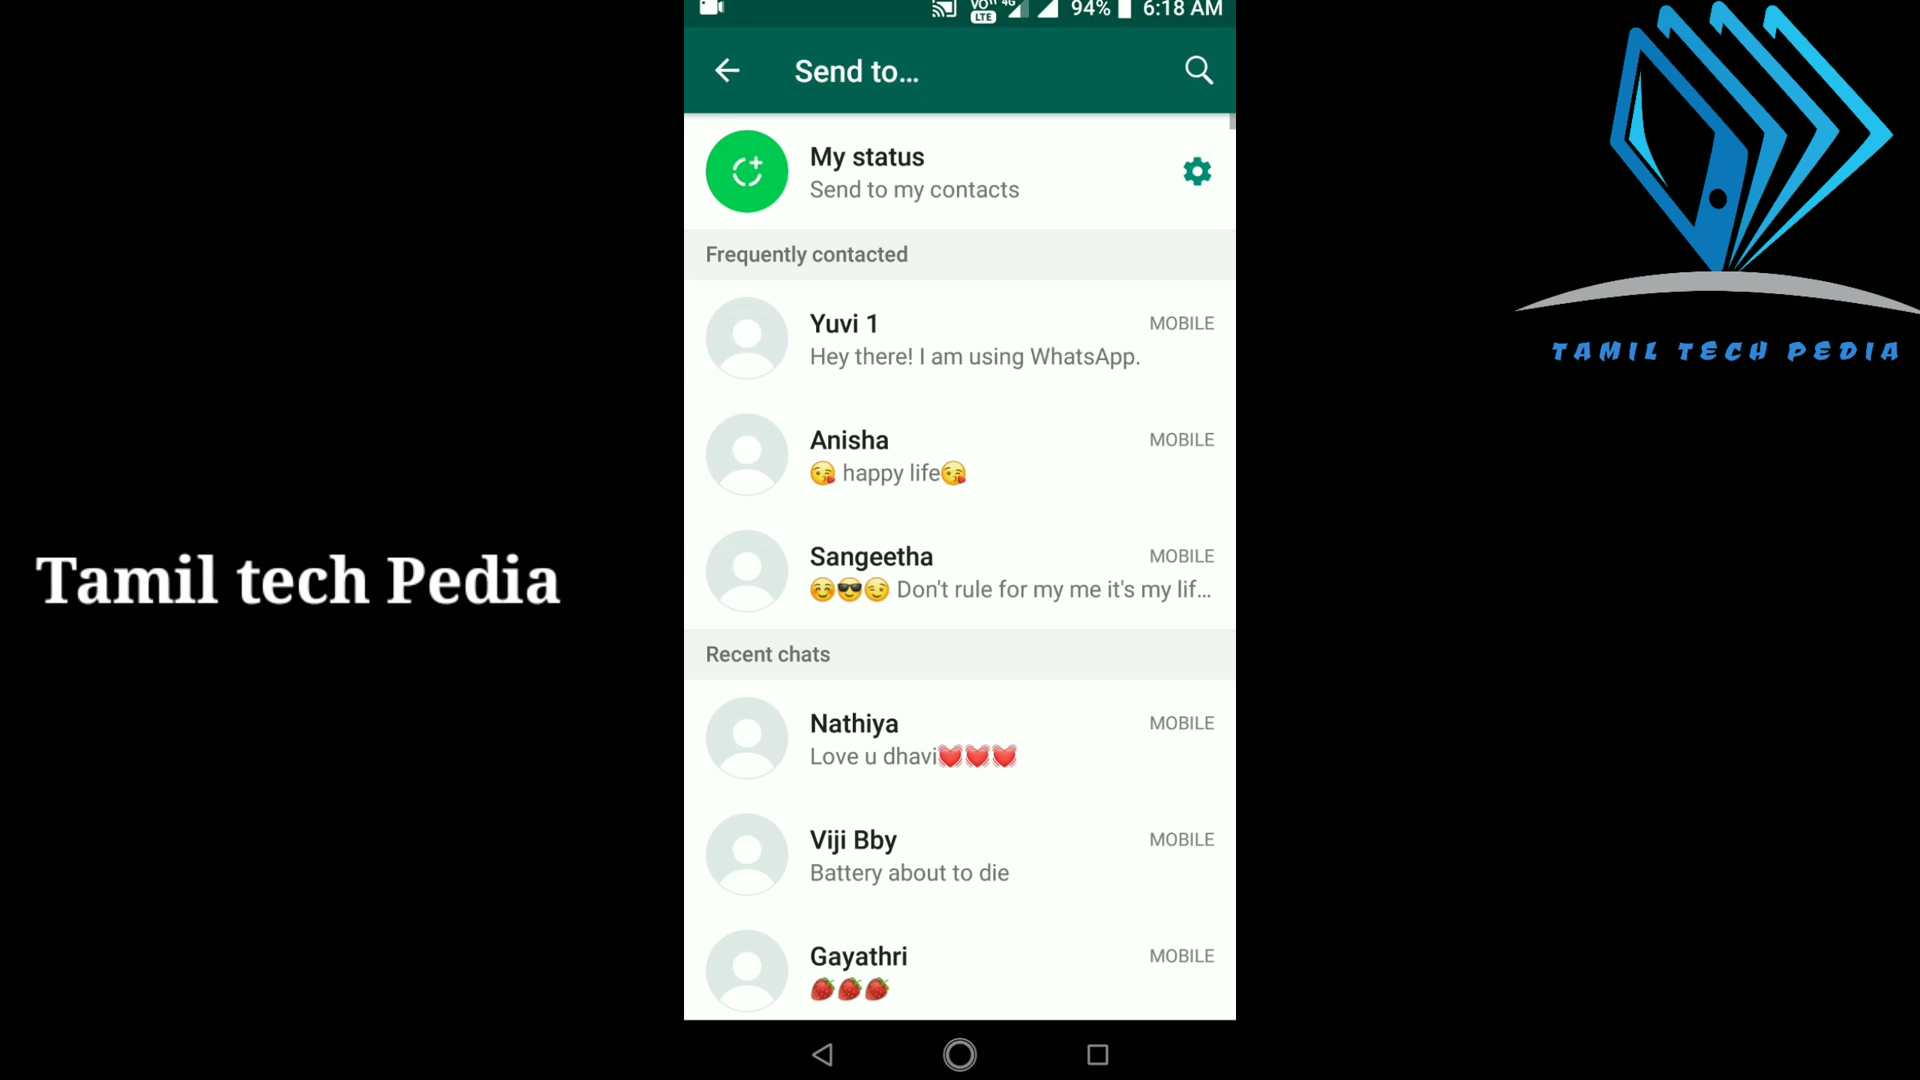 VO)) 4G LTE 94% 6:18 AM
Send to...
My status
Send to my contacts
Frequently contacted
Yuvi 1 MOBILE
Hey there! I am using WhatsApp.
Anisha MOBILE
😘 happy life😘
Sangeetha MOBILE
☺️😎😉 Don't rule for my me it's my lif...
Recent chats
Nathiya MOBILE
Love u dhavi💓💓💓
Viji Bby MOBILE
Battery about to die
Gayathri MOBILE
🍓🍓🍓
Tamil tech Pedia
TAMIL TECH PEDIA